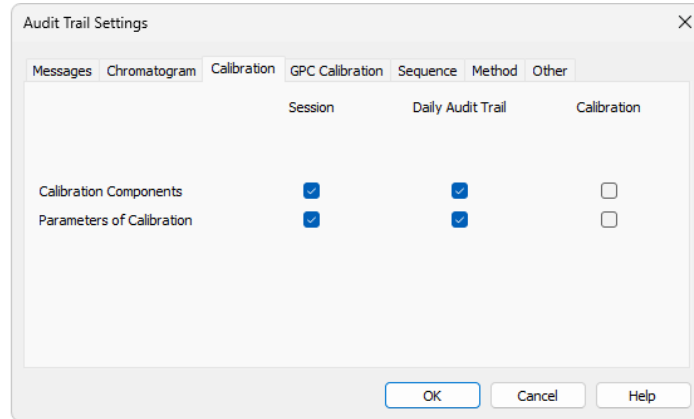 Audit Trail Settings
Messages Chromatogram Calibration GPC Calibration Sequence Method Other
Session Daily Audit Trail Calibration
Calibration Components
Parameters of Calibration
OK Cancel Help